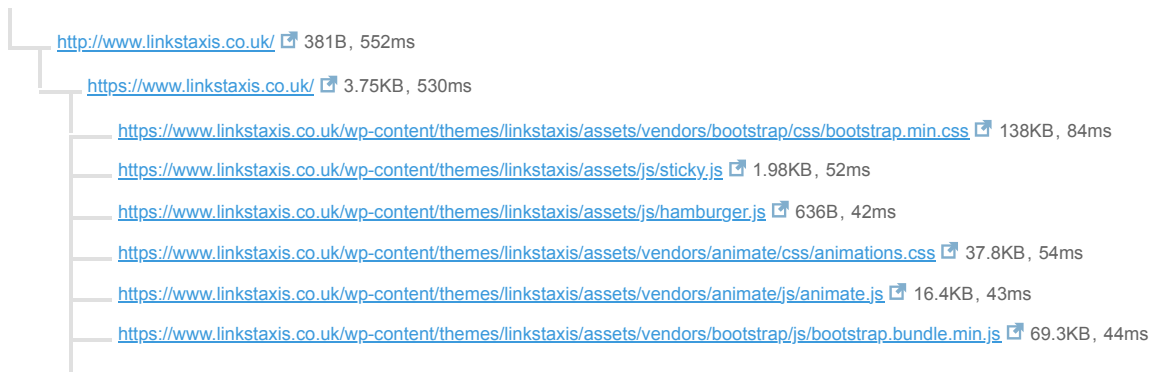 http://www.linkstaxis.co.uk/ 381B, 552ms
https://www.linkstaxis.co.uk/ 3.75KB, 530ms
https://www.linkstaxis.co.uk/wp-content/themes/linkstaxis/assets/vendors/bootstrap/css/bootstrap.min.css 138KB, 84ms
https://www.linkstaxis.co.uk/wp-content/themes/linkstaxis/assets/js/sticky.js 1.98KB, 52ms
https://www.linkstaxis.co.uk/wp-content/themes/linkstaxis/assets/js/hamburger.js 636B, 42ms
https://www.linkstaxis.co.uk/wp-content/themes/linkstaxis/assets/vendors/animate/css/animations.css 37.8KB, 54ms
https://www.linkstaxis.co.uk/wp-content/themes/linkstaxis/assets/vendors/animate/js/animate.js 16.4KB, 43ms
https://www.linkstaxis.co.uk/wp-content/themes/linkstaxis/assets/vendors/bootstrap/js/bootstrap.bundle.min.js 69.3KB, 44ms